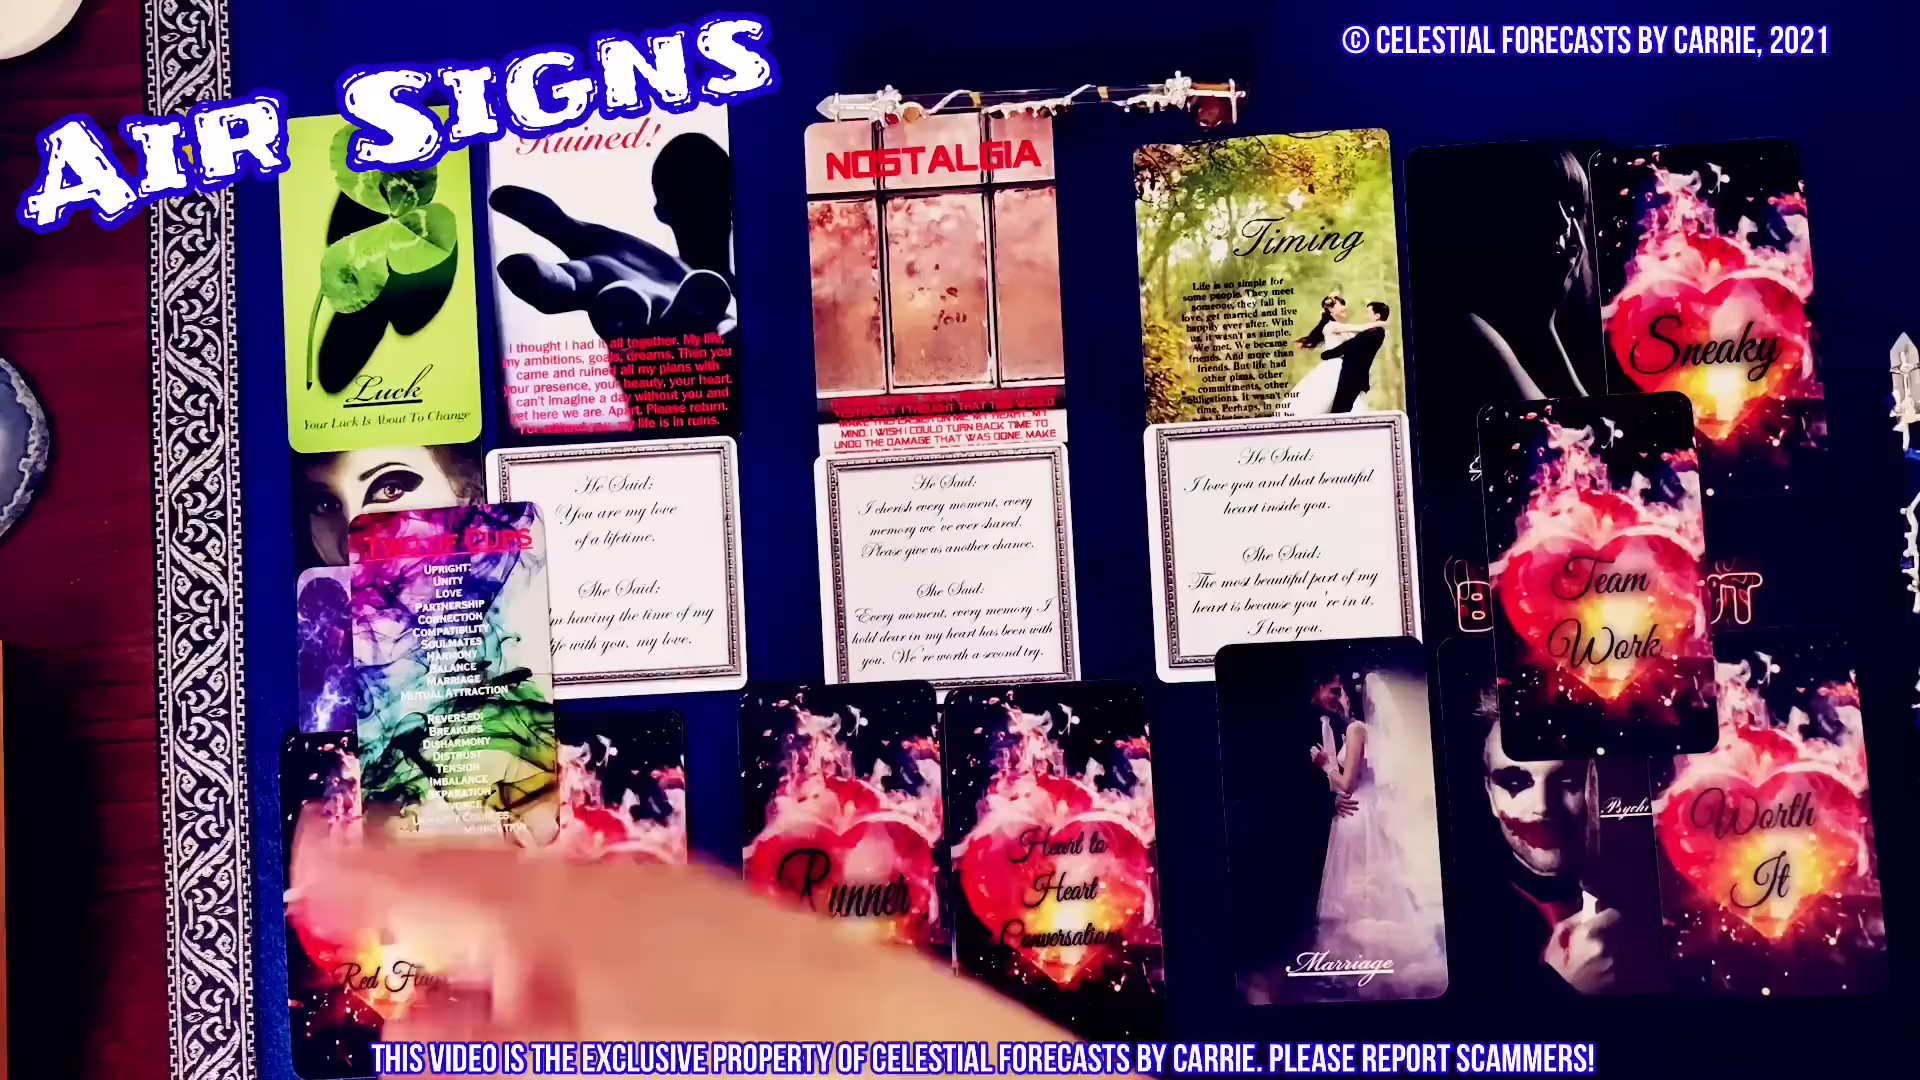 AIR SIGNS
© CELESTIAL FORECASTS BY CARRIE, 2021
Luck
Your Luck Is About To Change
Ruined!
I thought I had it all together. My life,
my ambitions, goals, dreams. Then you
came and ruined all my plans with
your presence, your beauty, your heart.
can't imagine a day without you and
yet here we are. Apart. Please return.
my life is in ruins.
NOSTALGIA
you
MIND. I WISH I COULD TURN BACK TIME TO
UNDO THE DAMAGE THAT WAS DONE. MAKE
Timing
Life is so simple for
some people. They meet
someone, they fall in
love, get married and live
happily ever after. With
us, it wasn't as simple.
We met. We became
friends. And more than
friends. But life had
other plans, other
commitments, other
obligations. It wasn't our
time. Perhaps, in our
Sneaky
TWO OF CUPS
UPRIGHT:
UNITY
LOVE
PARTNERSHIP
CONNECTION
COMPATIBILITY
SOULMATES
HARMONY
BALANCE
MARRIAGE
MUTUAL ATTRACTION
REVERSED:
BREAKUPS
DISHARMONY
DISTRUST
TENSION
IMBALANCE
SEPARATION
DIVORCE
He Said:
You are my love
of a lifetime.
She Said:
I'm having the time of my
life with you, my love.
He Said:
I cherish every moment, every
memory we've ever shared.
Please give us another chance.
She Said:
Every moment, every memory I
hold dear in my heart has been with
you. We're worth a second try.
He Said:
I love you and that beautiful
heart inside you.
She Said:
The most beautiful part of my
heart is because you're in it.
I love you.
Team
Work
Red
Runner
Heart to
Heart
Conversations
Marriage
Worth
It
THIS VIDEO IS THE EXCLUSIVE PROPERTY OF CELESTIAL FORECASTS BY CARRIE. PLEASE REPORT SCAMMERS!